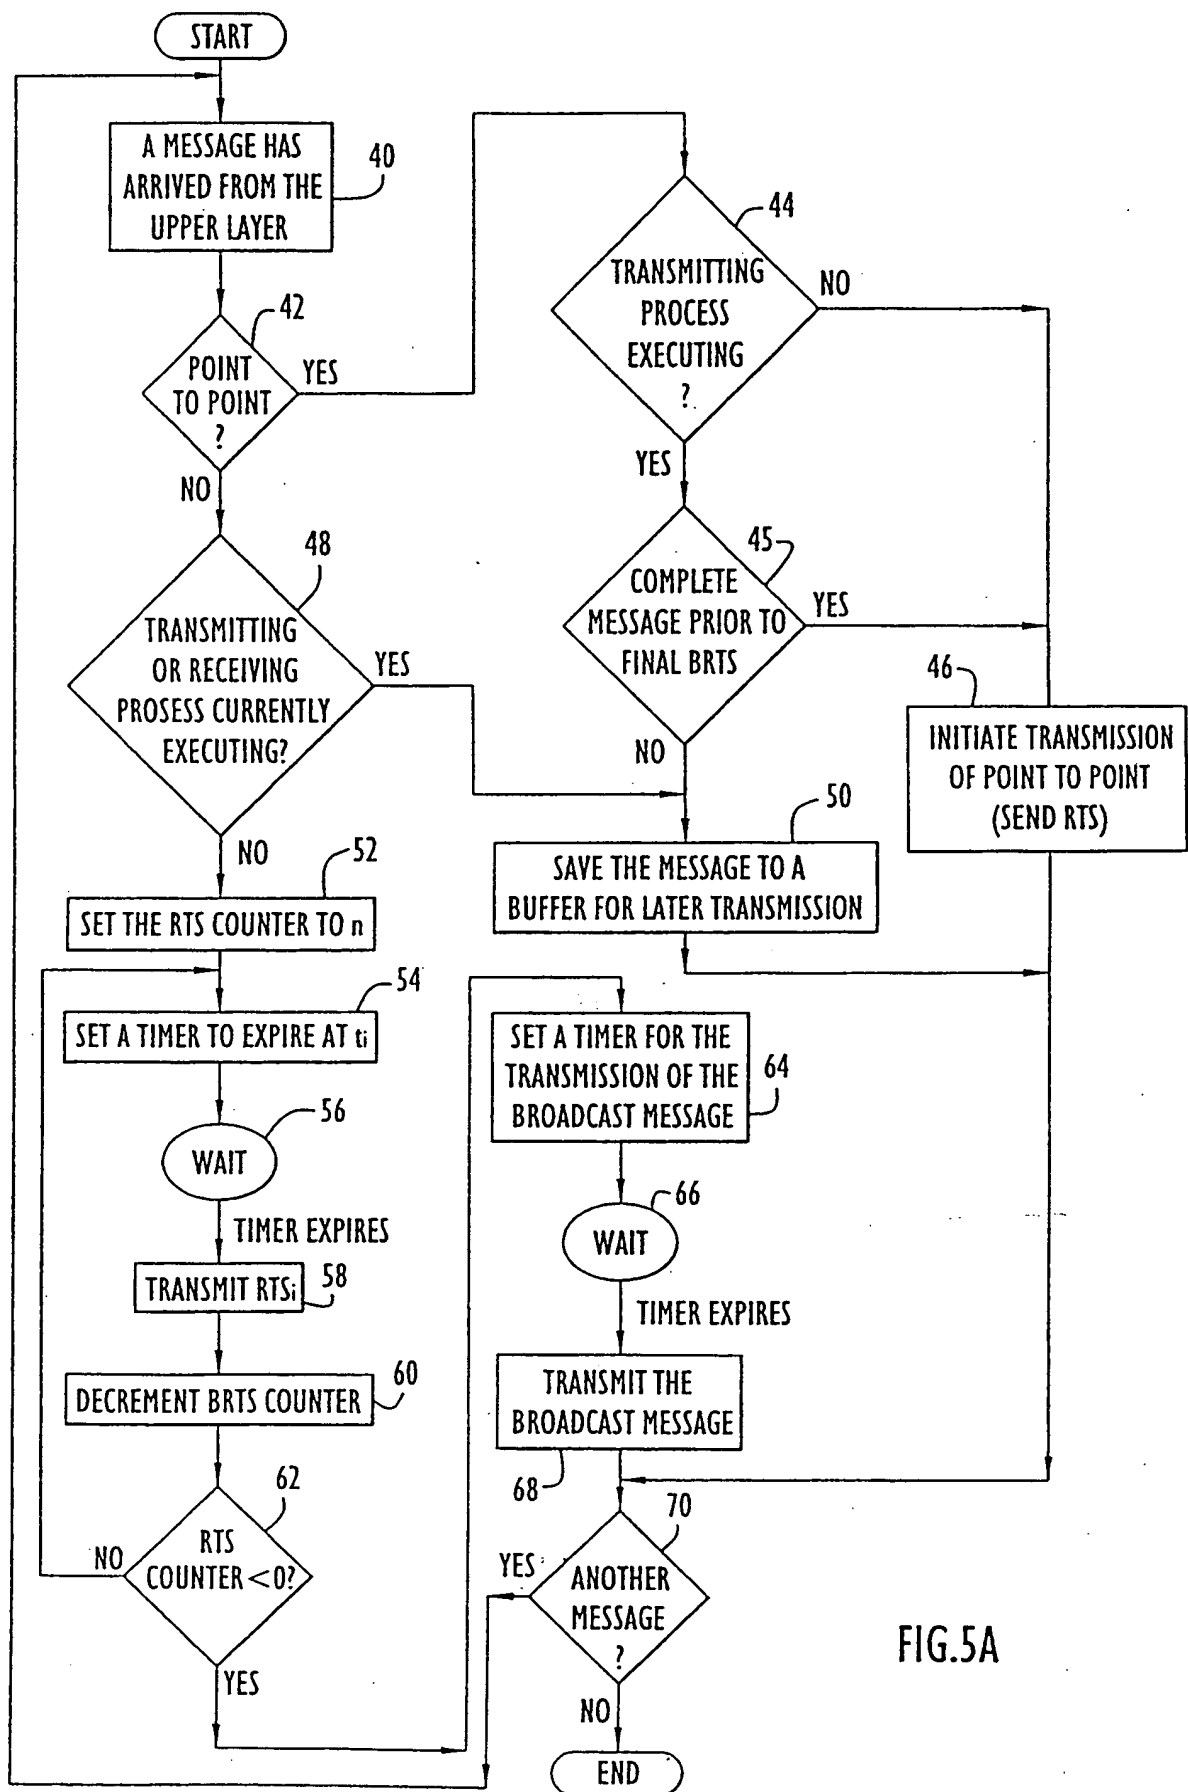 START
A MESSAGE HAS
ARRIVED FROM THE
UPPER LAYER
40
42
POINT
TO POINT
?
YES
NO
44
TRANSMITTING
PROCESS
EXECUTING
?
NO
YES
45
COMPLETE
MESSAGE PRIOR TO
FINAL BRTS
YES
NO
46
INITIATE TRANSMISSION
OF POINT TO POINT
(SEND RTS)
48
TRANSMITTING
OR RECEIVING
PROSESS CURRENTLY
EXECUTING?
YES
NO
50
SAVE THE MESSAGE TO A
BUFFER FOR LATER TRANSMISSION
52
SET THE RTS COUNTER TO n
54
SET A TIMER TO EXPIRE AT ti
56
WAIT
TIMER EXPIRES
TRANSMIT RTSi
58
DECREMENT BRTS COUNTER
60
62
RTS
COUNTER <0?
NO
YES
SET A TIMER FOR THE
TRANSMISSION OF THE
BROADCAST MESSAGE
64
66
WAIT
TIMER EXPIRES
TRANSMIT THE
BROADCAST MESSAGE
68
70
YES
ANOTHER
MESSAGE
?
NO
END
FIG.5A